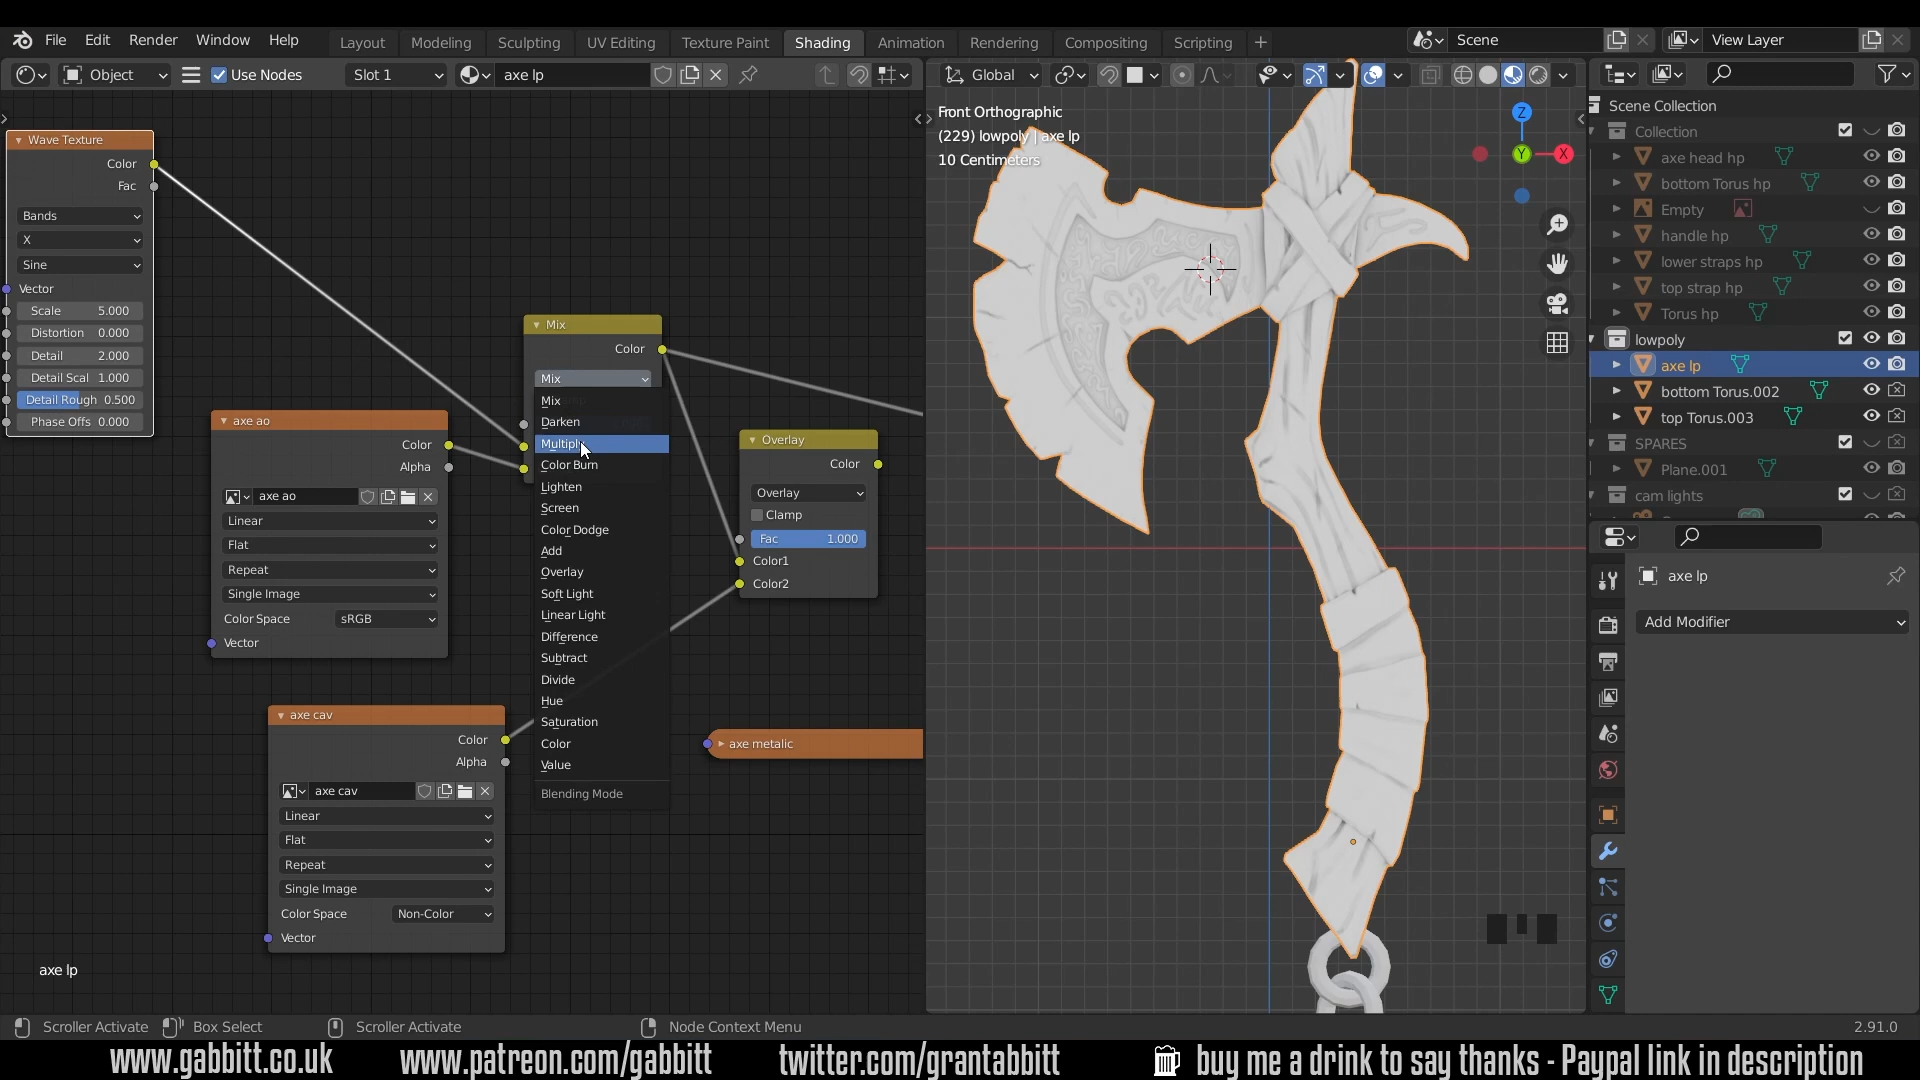 File Edit Render Window Help Layout Modeling Sculpting UV Editing Texture Paint Shading Animation Rendering Compositing Scripting + Scene View Layer
Object Use Nodes Slot 1 axe lp Global
Wave Texture
Color
Fac
Bands
X
Sine
Vector
Scale 5.000
Distortion 0.000
Detail 2.000
Detail Scal 1.000
Detail Rough 0.500
Phase Offs 0.000
axe ao
Color
Alpha
axe ao
Linear
Flat
Repeat
Single Image
Color Space sRGB
Vector
axe cav
Color
Alpha
axe cav
Linear
Flat
Repeat
Single Image
Color Space Non-Color
Vector
Mix
Color
Mix
Mix
Darken
Multiply
Color Burn
Lighten
Screen
Color Dodge
Add
Overlay
Soft Light
Linear Light
Difference
Subtract
Divide
Hue
Saturation
Color
Value
Blending Mode
Overlay
Color
Overlay
Clamp
Fac 1.000
Color1
Color2
axe metalic
axe lp
Front Orthographic
(229) lowpoly | axe lp
10 Centimeters
Z
Y
X
Scene Collection
Collection
axe head hp
bottom Torus hp
Empty
handle hp
lower straps hp
top strap hp
Torus hp
lowpoly
axe lp
bottom Torus.002
top Torus.003
SPARES
Plane.001
cam lights
axe lp
Add Modifier
Scroller Activate Box Select Scroller Activate Node Context Menu 2.91.0
www.gabbitt.co.uk www.patreon.com/gabbitt twitter.com/grantabbitt buy me a drink to say thanks - Paypal link in description